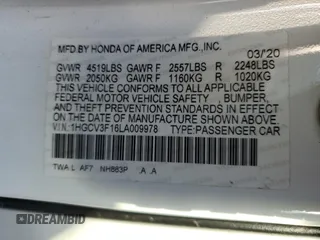 MFD BY HONDA OF AMERICA MFG., INC. 03/20
GVWR 4519LBS GAWR F 2557LBS R 2248LBS
GVWR 2050KG GAWR F 1160KG R 1020KG
THIS VEHICLE CONFORMS TO ALL APPLICABLE
FEDERAL MOTOR VEHICLE SAFETY, BUMPER,
AND THEFT PREVENTION STANDARDS IN EFFECT
ON THE DATE OF MANUFACTURE SHOWN ABOVE.
V.I.N.: 1HGCV3F16LA009978 TYPE: PASSENGER CAR
TWA L AF7 NH883P A A
DREAMBID